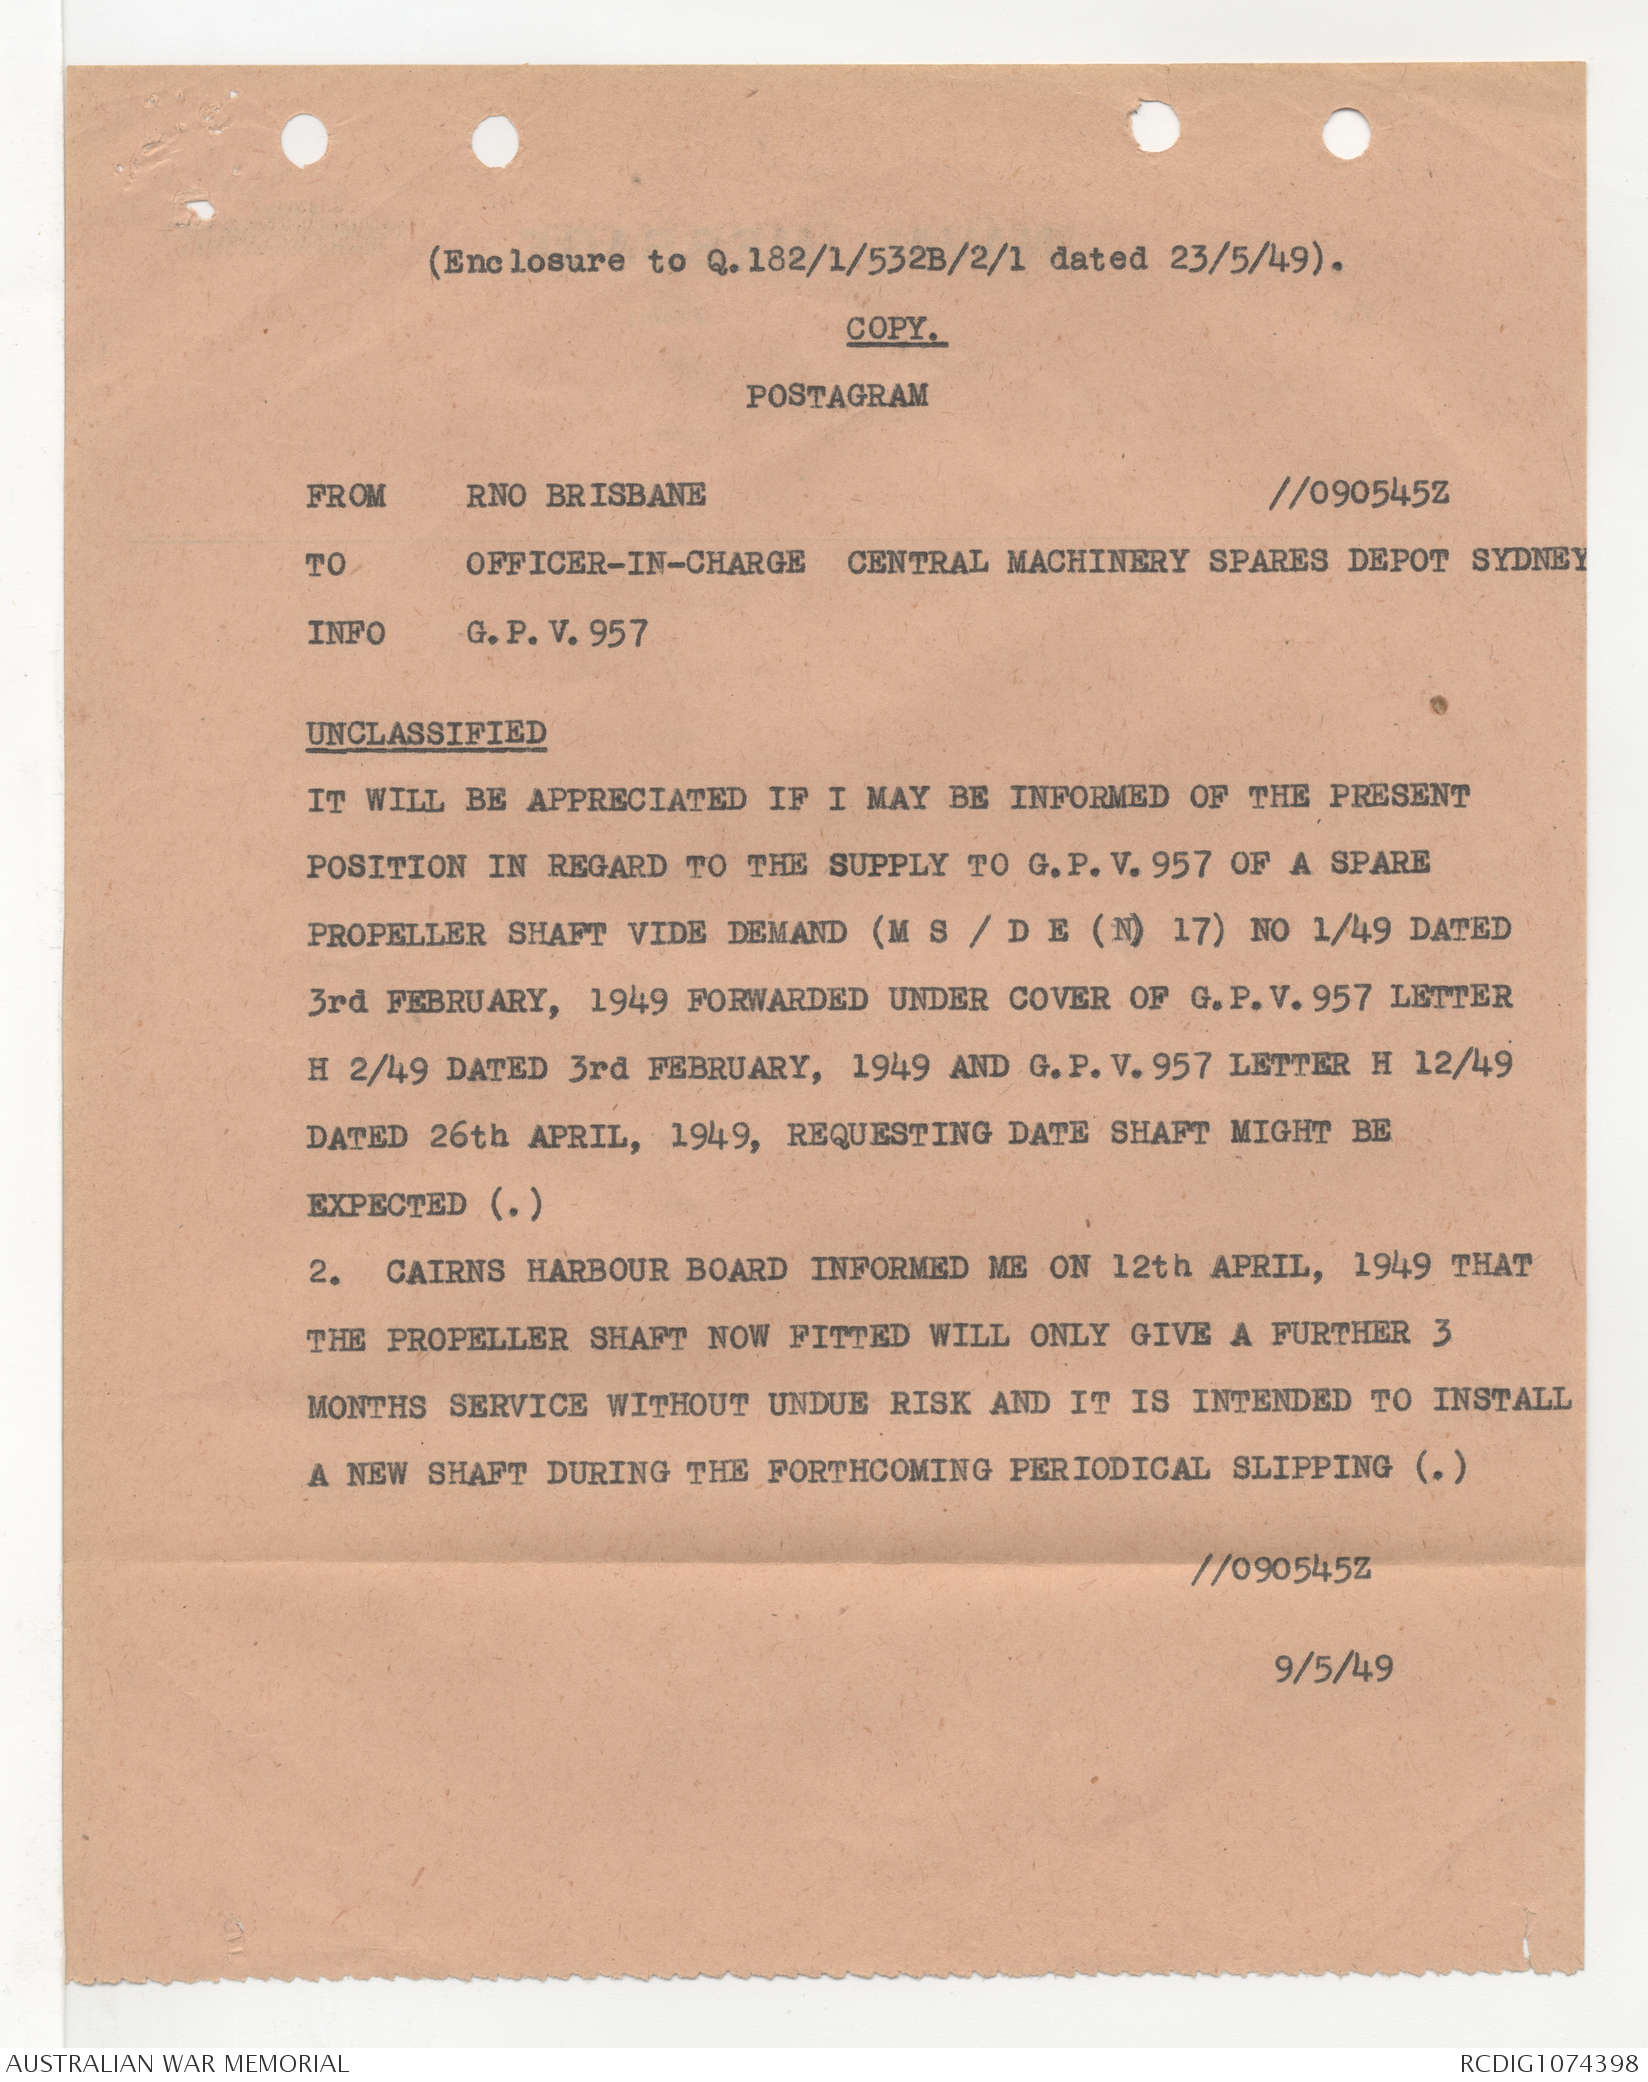 (Enclosure to Q.182/1/532B/2/1 dated 23/5/49).
COPY.
POSTAGRAM
FROM RNO BRISBANE //090545Z
TO OFFICER-IN-CHARGE CENTRAL MACHINERY SPARES DEPOT SYDNEY
INFO G.P.V.957
UNCLASSIFIED
IT WILL BE APPRECIATED IF I MAY BE INFORMED OF THE PRESENT
POSITION IN REGARD TO THE SUPPLY TO G.P.V.957 OF A SPARE
PROPELLER SHAFT VIDE DEMAND (M S / D E (N) 17) NO 1/49 DATED
3rd FEBRUARY, 1949 FORWARDED UNDER COVER OF G.P.V.957 LETTER
H 2/49 DATED 3rd FEBRUARY, 1949 AND G.P.V.957 LETTER H 12/49
DATED 26th APRIL, 1949, REQUESTING DATE SHAFT MIGHT BE
EXPECTED (.)
2. CAIRNS HARBOUR BOARD INFORMED ME ON 12th APRIL, 1949 THAT
THE PROPELLER SHAFT NOW FITTED WILL ONLY GIVE A FURTHER 3
MONTHS SERVICE WITHOUT UNDUE RISK AND IT IS INTENDED TO INSTALL
A NEW SHAFT DURING THE FORTHCOMING PERIODICAL SLIPPING (.)
//090545Z
9/5/49
AUSTRALIAN WAR MEMORIAL RCDIG1074398